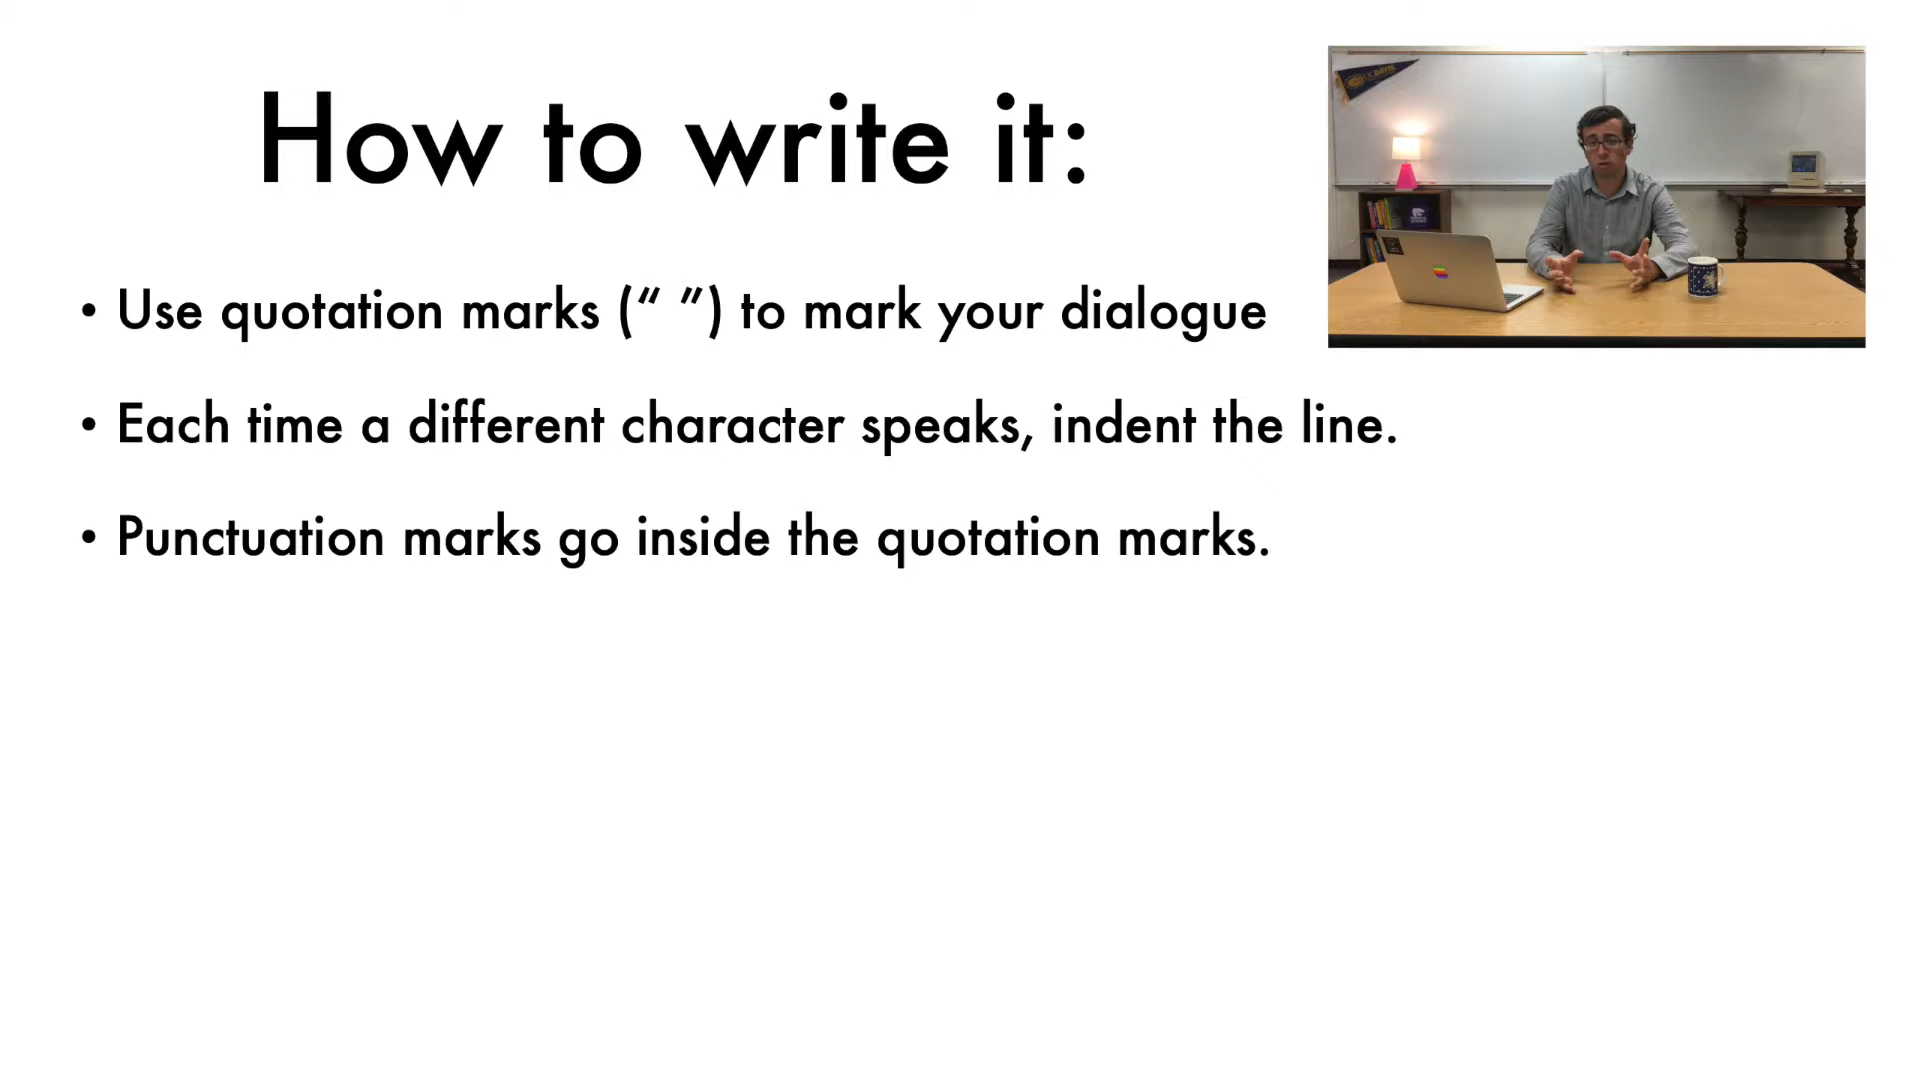 How to write it:
• Use quotation marks (“ ”) to mark your dialogue
• Each time a different character speaks, indent the line.
• Punctuation marks go inside the quotation marks.